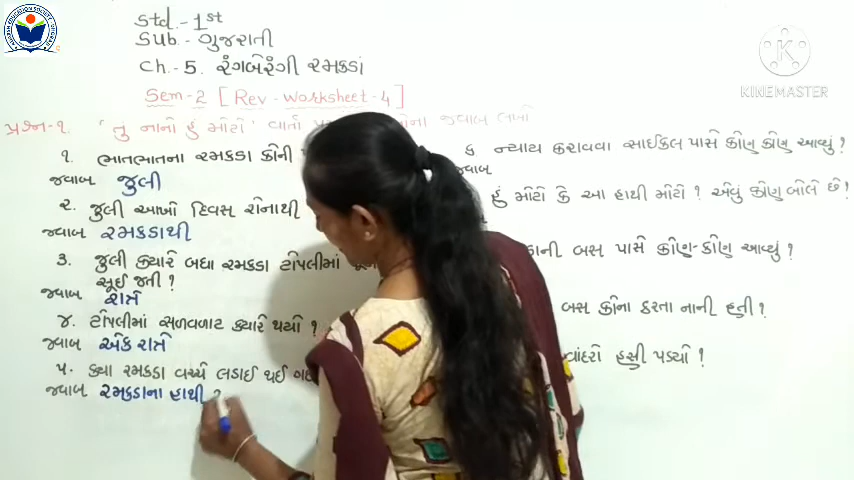 Std.-1st
Sub.- ગુજરાતી
Ch.-5. રંગબેરંગી રમકડાં
Sem-2 [Rev-worksheet-4]
પ્રશ્ન-૧. 'તુ નાનો હું મોટો' વાર્તા જવાબ લખો
૧. ભાતભાતના રમકડા કોની
જવાબ જુલી
૨. જુલી આખો દિવસ શેનાથી
જવાબ રમકડાથી
૩. જુલી ક્યારે બધા રમકડા ટોપલીમાં
સૂઈ જતી ?
જવાબ રાતે
૪. ટોપલીમાં સળવળાટ ક્યારે થયો ?
જવાબ એક રાતે
૫. ક્યા રમકડા વચ્ચે લડાઈ થઈ
જવાબ રમકડાના હાથી
૬. ન્યાય કરાવવા સાઈકલ પાસે કોણ કોણ આવ્યું ?
જવાબ
હું મોટો કે આ હાથી મોટો ? એવું કોણ બોલે છે ?
બસ પાસે કોણ-કોણ આવ્યું ?
બસ કોના કરતા નાની હતી ?
વાંદરો હસી પડ્યો ?
KINEMASTER